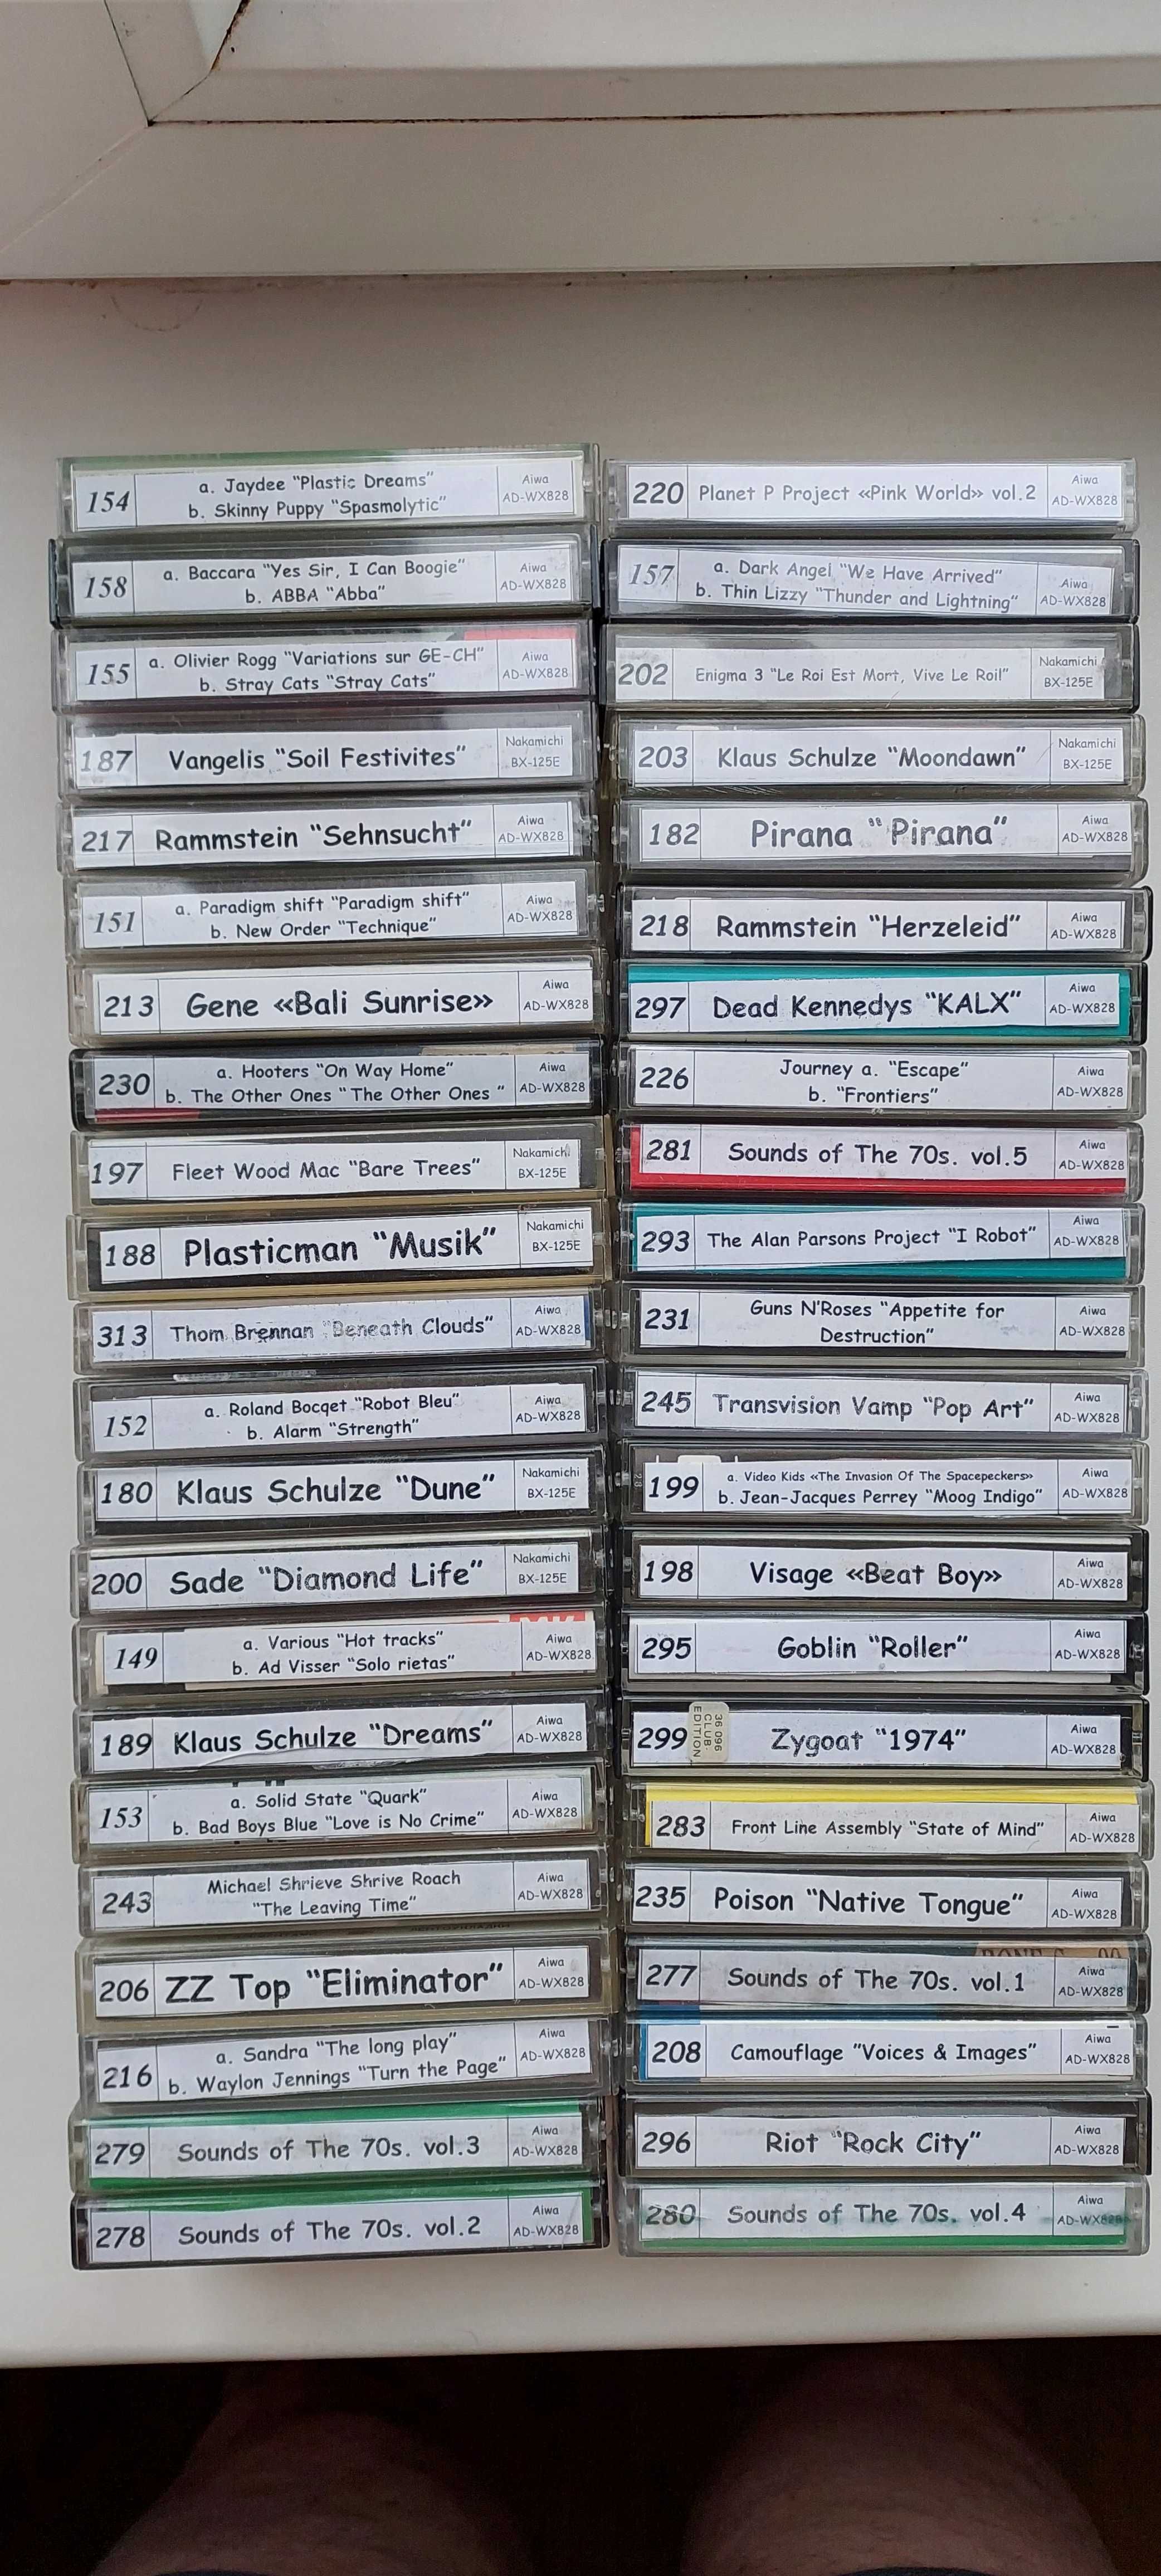 154
a. Jaydee "Plastic Dreams"
b. Skinny Puppy "Spasmolytic"
Aiwa
AD-WX828
158
a. Baccara "Yes Sir, I Can Boogie"
b. ABBA "Abba"
Aiwa
AD-WX828
155
a. Olivier Rogg "Variations sur GE-CH"
b. Stray Cats "Stray Cats"
Aiwa
AD-WX828
187
Vangelis "Soil Festivites"
Nakamichi
BX-125E
217
Rammstein "Sehnsucht"
Aiwa
AD-WX828
151
a. Paradigm shift "Paradigm shift"
b. New Order "Technique"
Aiwa
AD-WX828
213
Gene «Bali Sunrise»
Aiwa
AD-WX828
230
a. Hooters "On Way Home"
b. The Other Ones " The Other Ones "
Aiwa
AD-WX828
197
Fleet Wood Mac "Bare Trees"
Nakamichi
BX-125E
188
Plasticman "Musik"
Nakamichi
BX-125E
313
Thom Brennan "Beneath Clouds"
Aiwa
AD-WX828
152
a. Roland Bocqet "Robot Bleu"
b. Alarm "Strength"
Aiwa
AD-WX828
180
Klaus Schulze "Dune"
Nakamichi
BX-125E
200
Sade "Diamond Life"
Nakamichi
BX-125E
149
a. Various "Hot tracks"
b. Ad Visser "Solo rietas"
Aiwa
AD-WX828
189
Klaus Schulze "Dreams"
Aiwa
AD-WX828
153
a. Solid State "Quark"
b. Bad Boys Blue "Love is No Crime"
Aiwa
AD-WX828
243
Michael Shrieve Shrive Roach
"The Leaving Time"
Aiwa
AD-WX828
206
ZZ Top "Eliminator"
Aiwa
AD-WX828
216
a. Sandra "The long play"
b. Waylon Jennings "Turn the Page"
Aiwa
AD-WX828
279
Sounds of The 70s. vol.3
Aiwa
AD-WX828
278
Sounds of The 70s. vol.2
Aiwa
AD-WX828
220
Planet P Project «Pink World» vol.2
Aiwa
AD-WX828
157
a. Dark Angel "We Have Arrived"
b. Thin Lizzy "Thunder and Lightning"
Aiwa
AD-WX828
202
Enigma 3 "Le Roi Est Mort, Vive Le Roi!"
Nakamichi
BX-125E
203
Klaus Schulze "Moondawn"
Nakamichi
BX-125E
182
Pirana "Pirana"
Aiwa
AD-WX828
218
Rammstein "Herzeleid"
Aiwa
AD-WX828
297
Dead Kennedys "KALX"
Aiwa
AD-WX828
226
Journey a. "Escape"
b. "Frontiers"
Aiwa
AD-WX828
281
Sounds of The 70s. vol.5
Aiwa
AD-WX828
293
The Alan Parsons Project "I Robot"
Aiwa
AD-WX828
231
Guns N'Roses "Appetite for
Destruction"
Aiwa
AD-WX828
245
Transvision Vamp "Pop Art"
Aiwa
AD-WX828
199
a. Video Kids «The Invasion Of The Spacepeckers»
b. Jean-Jacques Perrey "Moog Indigo"
Aiwa
AD-WX828
198
Visage «Beat Boy»
Aiwa
AD-WX828
295
Goblin "Roller"
Aiwa
AD-WX828
299
36 096
CLUB
EDITION
Zygoat "1974"
Aiwa
AD-WX828
283
Front Line Assembly "State of Mind"
Aiwa
AD-WX828
235
Poison "Native Tongue"
Aiwa
AD-WX828
277
Sounds of The 70s. vol.1
Aiwa
AD-WX828
208
Camouflage "Voices & Images"
Aiwa
AD-WX828
296
Riot "Rock City"
Aiwa
AD-WX828
280
Sounds of The 70s. vol.4
Aiwa
AD-WX828